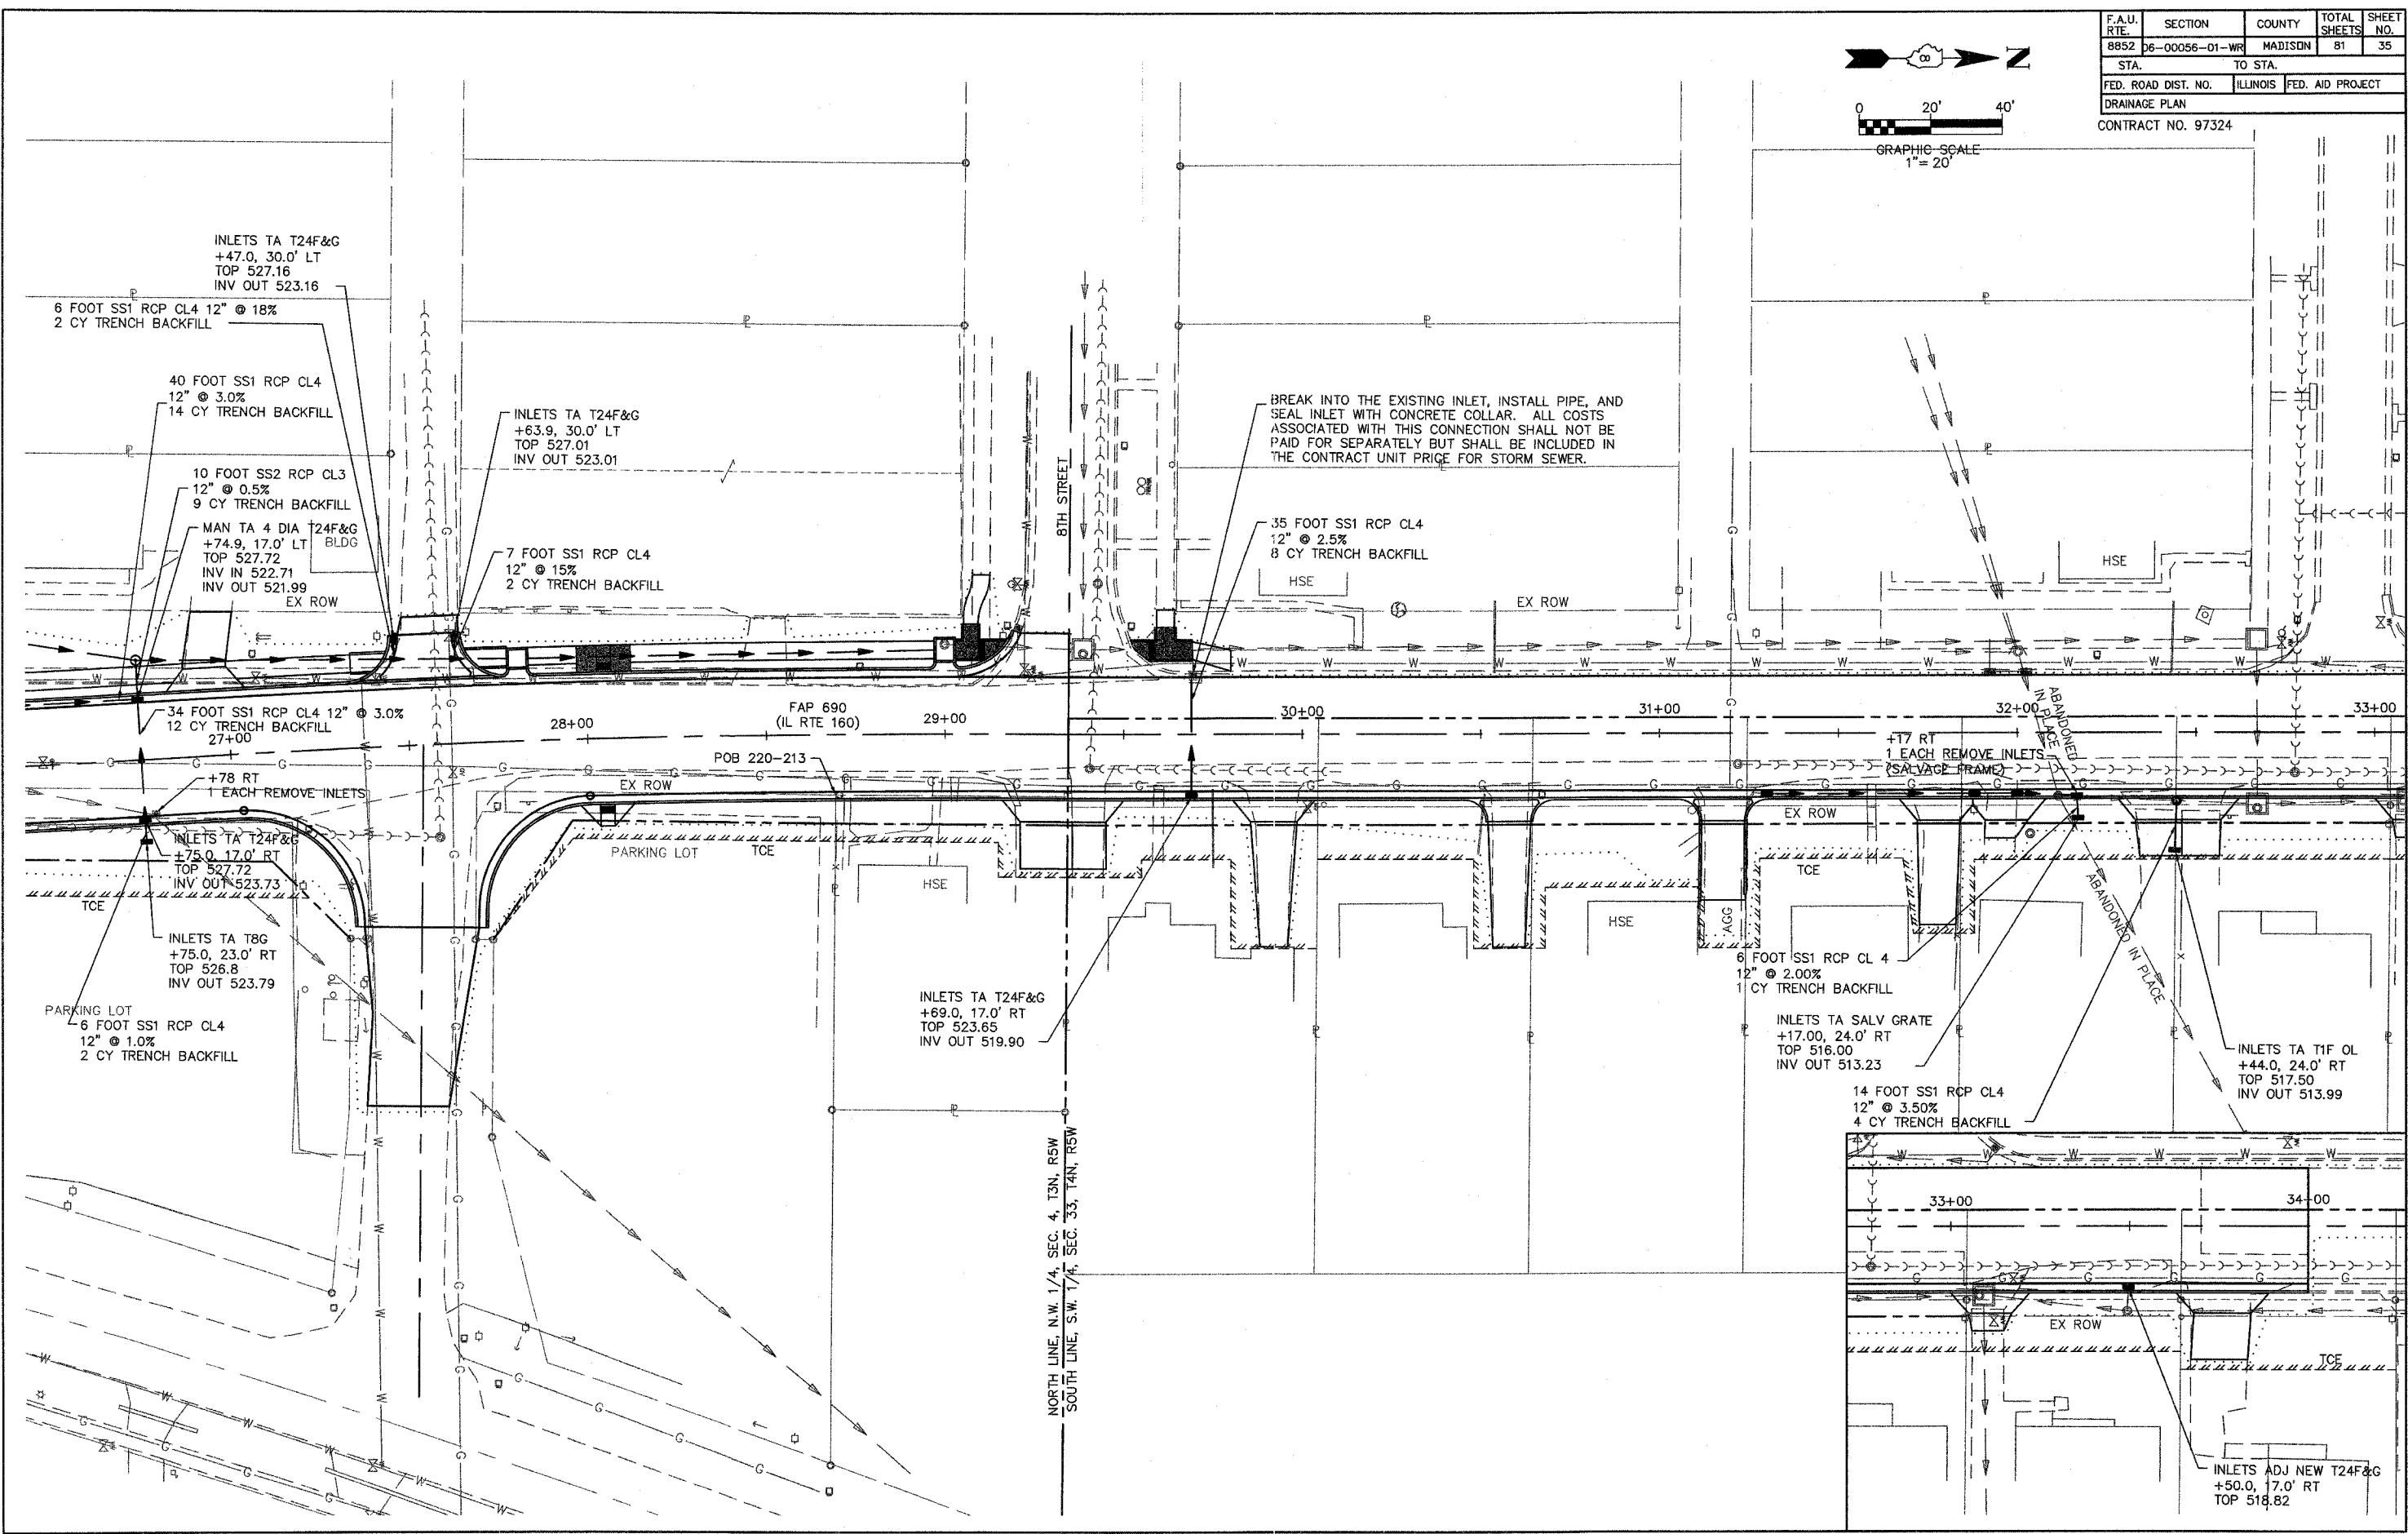 F.A.U. RTE. SECTION COUNTY TOTAL SHEETS SHEET NO.
8852 06-00056-01-WR MADISON 81 35
STA. TO STA.
FED. ROAD DIST. NO. ILLINOIS FED. AID PROJECT
DRAINAGE PLAN
CONTRACT NO. 97324
N
0 20' 40'
GRAPHIC SCALE
1"= 20'
INLETS TA T24F&G
+47.0, 30.0' LT
TOP 527.16
INV OUT 523.16
6 FOOT SS1 RCP CL4 12" @ 18%
2 CY TRENCH BACKFILL
40 FOOT SS1 RCP CL4
12" @ 3.0%
14 CY TRENCH BACKFILL
10 FOOT SS2 RCP CL3
12" @ 0.5%
9 CY TRENCH BACKFILL
MAN TA 4 DIA T24F&G
+74.9, 17.0' LT
TOP 527.72
INV IN 522.71
INV OUT 521.99
BLDG
EX ROW
INLETS TA T24F&G
+63.9, 30.0' LT
TOP 527.01
INV OUT 523.01
7 FOOT SS1 RCP CL4
12" @ 15%
2 CY TRENCH BACKFILL
8TH STREET
BREAK INTO THE EXISTING INLET, INSTALL PIPE, AND
SEAL INLET WITH CONCRETE COLLAR. ALL COSTS
ASSOCIATED WITH THIS CONNECTION SHALL NOT BE
PAID FOR SEPARATELY BUT SHALL BE INCLUDED IN
THE CONTRACT UNIT PRICE FOR STORM SEWER.
35 FOOT SS1 RCP CL4
12" @ 2.5%
8 CY TRENCH BACKFILL
HSE
EX ROW
HSE
34 FOOT SS1 RCP CL4 12" @ 3.0%
12 CY TRENCH BACKFILL
27+00
28+00
FAP 690
(IL RTE 160)
29+00
30+00
31+00
32+00
33+00
ABANDONED
IN PLACE
POB 220-213
EX ROW
+78 RT
1 EACH REMOVE INLETS
+17 RT
1 EACH REMOVE INLETS
(SALVAGE FRAME)
EX ROW
INLETS TA T24F&G
+75.0, 17.0' RT
TOP 527.72
INV OUT 523.73
TCE
PARKING LOT
TCE
HSE
HSE
AGG
TCE
ABANDONED IN PLACE
INLETS TA T8G
+75.0, 23.0' RT
TOP 526.8
INV OUT 523.79
PARKING LOT
6 FOOT SS1 RCP CL4
12" @ 1.0%
2 CY TRENCH BACKFILL
INLETS TA T24F&G
+69.0, 17.0' RT
TOP 523.65
INV OUT 519.90
6 FOOT SS1 RCP CL 4
12" @ 2.00%
1 CY TRENCH BACKFILL
INLETS TA SALV GRATE
+17.00, 24.0' RT
TOP 516.00
INV OUT 513.23
14 FOOT SS1 RCP CL4
12" @ 3.50%
4 CY TRENCH BACKFILL
INLETS TA T1F OL
+44.0, 24.0' RT
TOP 517.50
INV OUT 513.99
NORTH LINE, N.W. 1/4, SEC. 4, T3N, R5W
SOUTH LINE, S.W. 1/4, SEC. 33, T4N, R5W
33+00
34+00
EX ROW
TCE
INLETS ADJ NEW T24F&G
+50.0, 17.0' RT
TOP 518.82